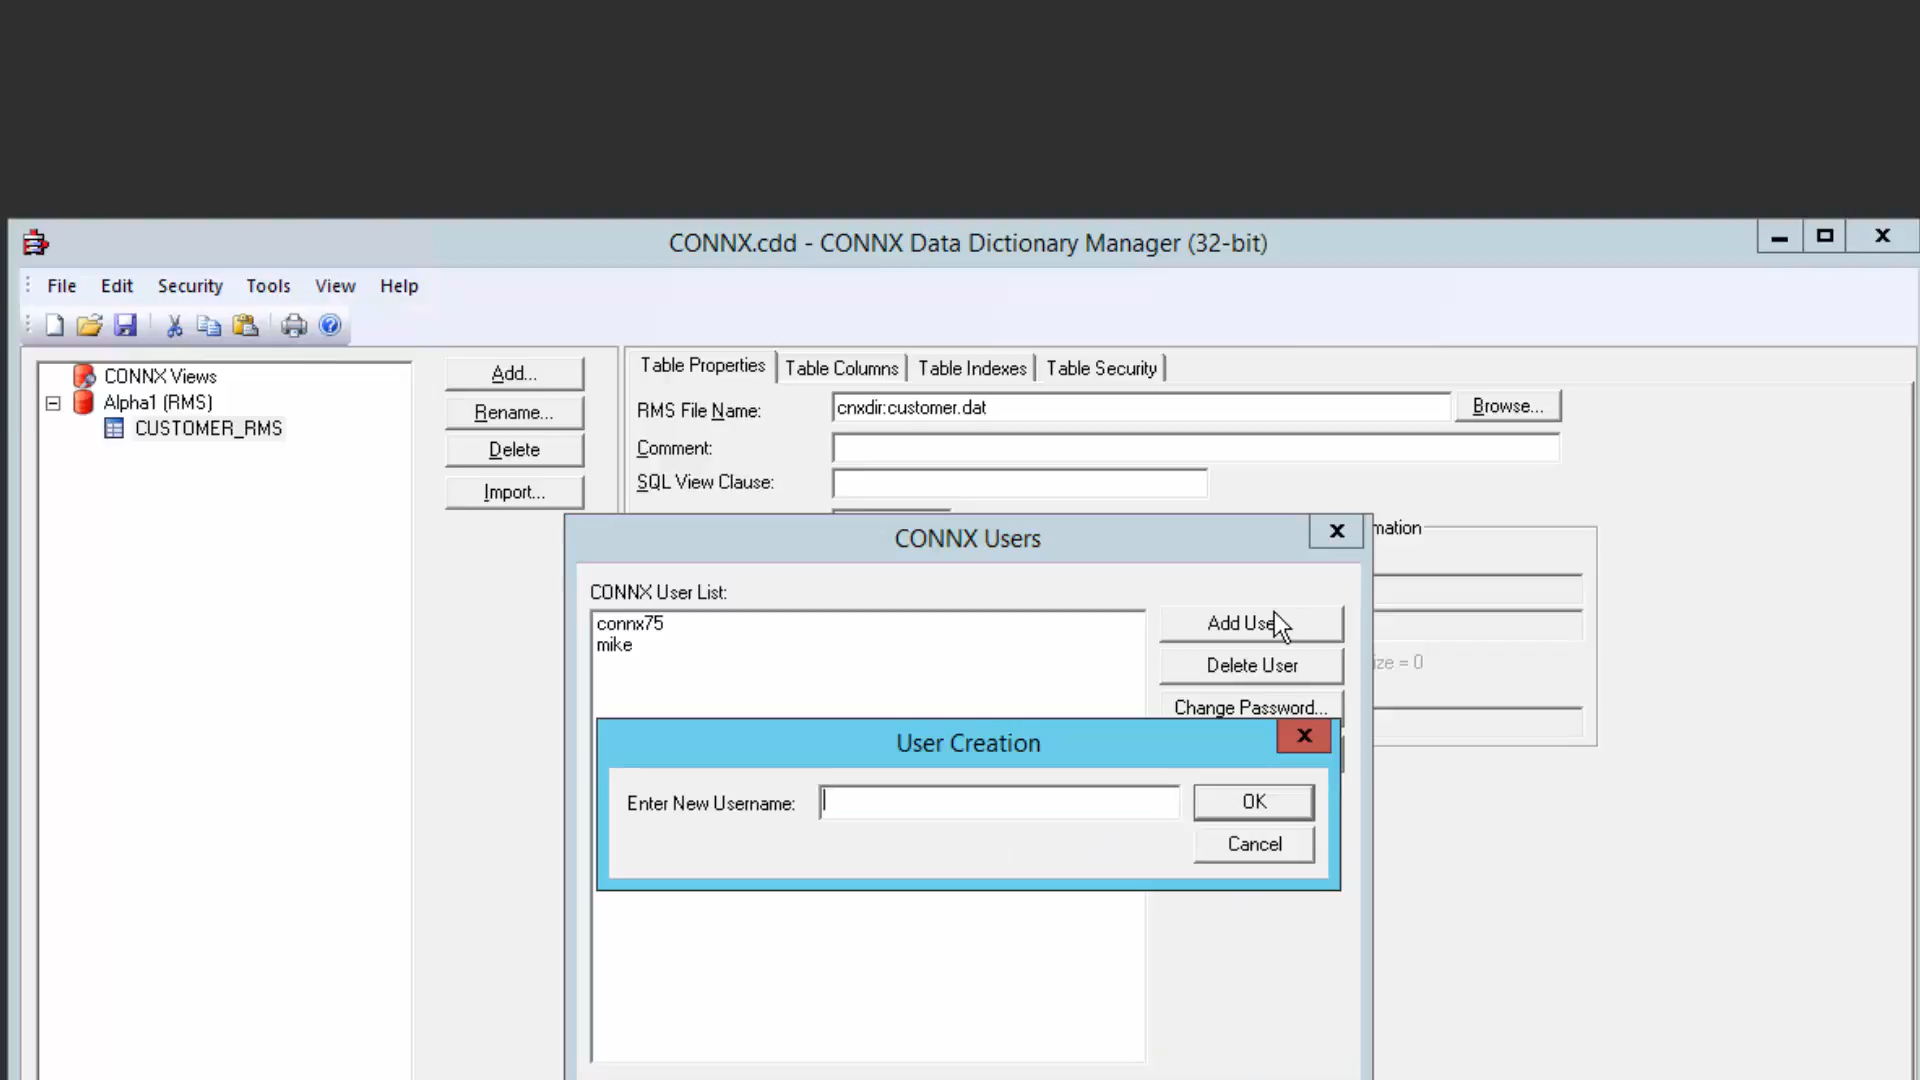 CONNX.cdd - CONNX Data Dictionary Manager (32-bit)
File Edit Security Tools View Help
CONNX Views
Alpha1 (RMS)
CUSTOMER_RMS
Add...
Rename...
Delete
Import...
Table Properties Table Columns Table Indexes Table Security
RMS File Name: cnxdir:customer.dat Browse...
Comment:
SQL View Clause:
CONNX Users
CONNX User List:
connx75
mike
Add
Delete User
Change Password...
= 0
User Creation
Enter New Username:
OK
Cancel